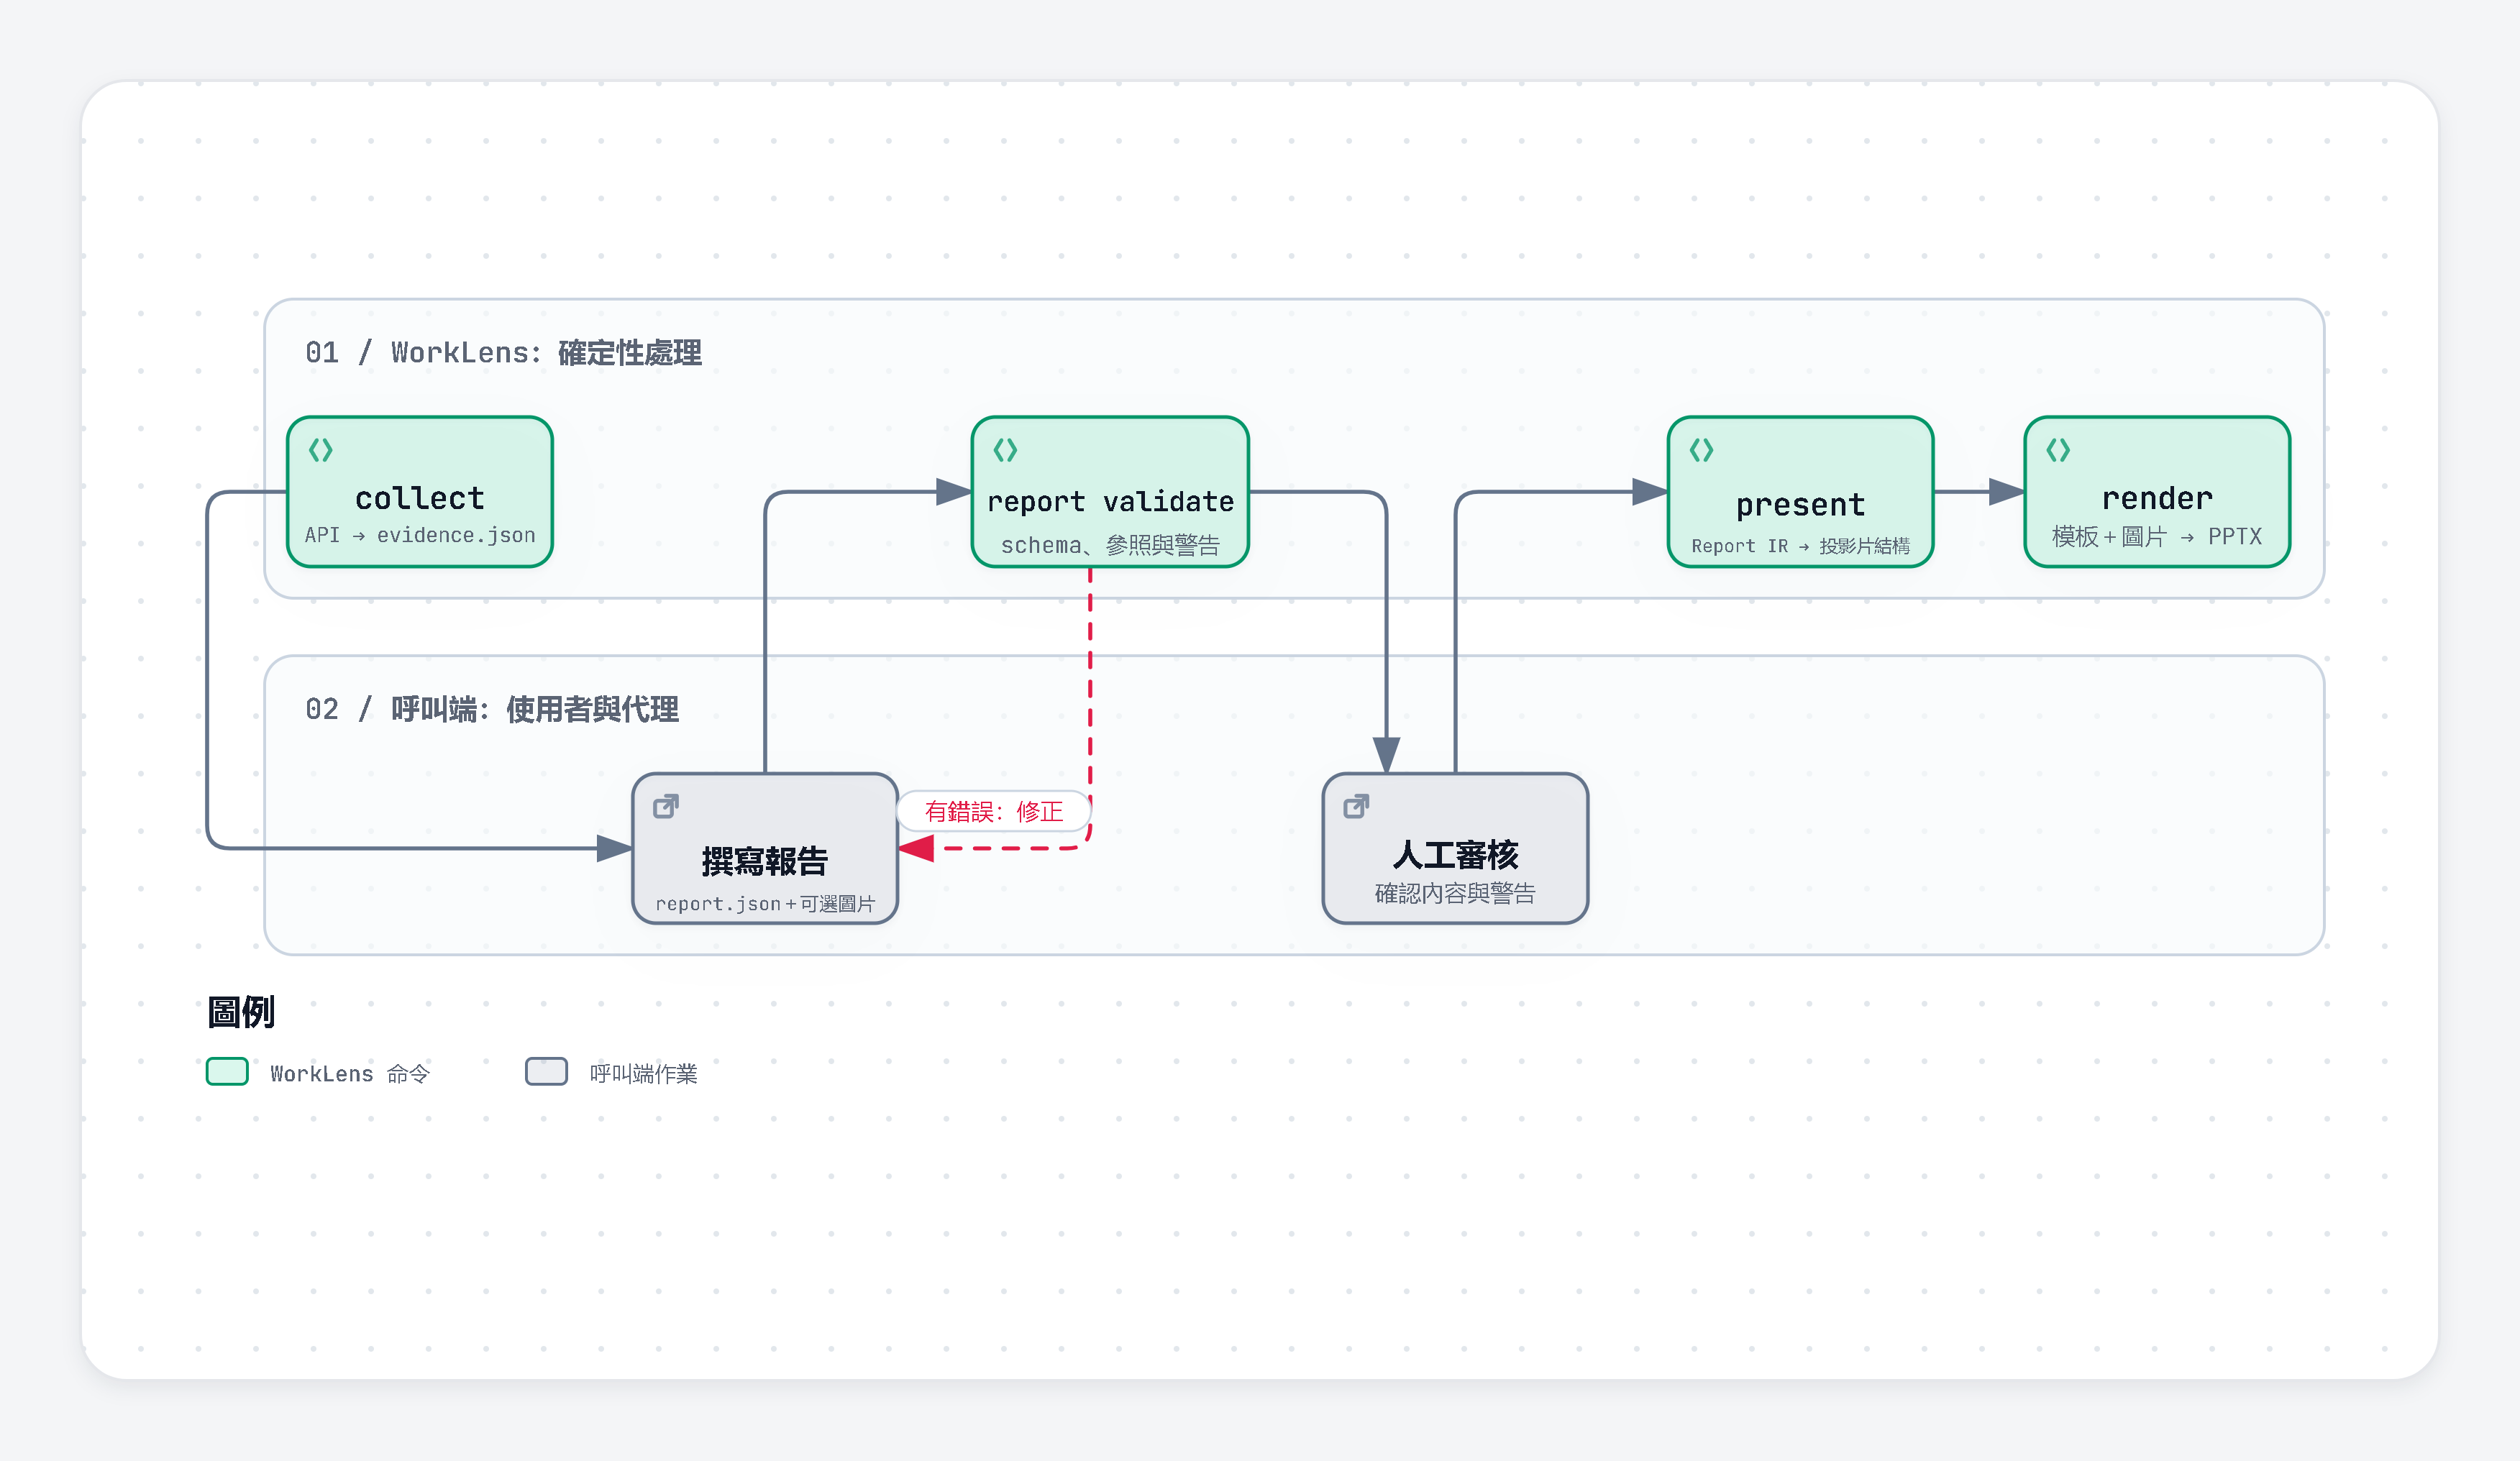 01 / WorkLens: 確定性處理
collect
API → evidence.json
report validate
schema、參照與警告
present
Report IR → 投影片結構
render
模板＋圖片 → PPTX
02 / 呼叫端: 使用者與代理
有錯誤: 修正
撰寫報告
report.json＋可選圖片
人工審核
確認內容與警告
圖例
WorkLens 命令
呼叫端作業